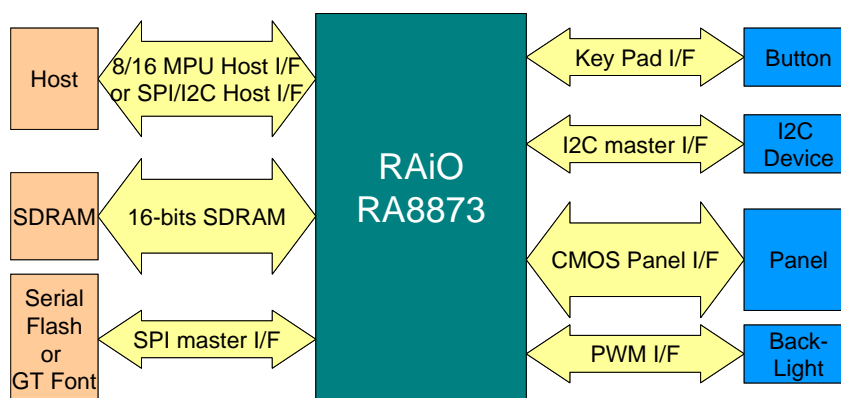 Host
8/16 MPU Host I/F
or SPI/I2C Host I/F
SDRAM
16-bits SDRAM
Serial
Flash
or
GT Font
SPI master I/F
RAiO
RA8873
Key Pad I/F
Button
I2C master I/F
I2C
Device
CMOS Panel I/F
Panel
PWM I/F
Back-
Light